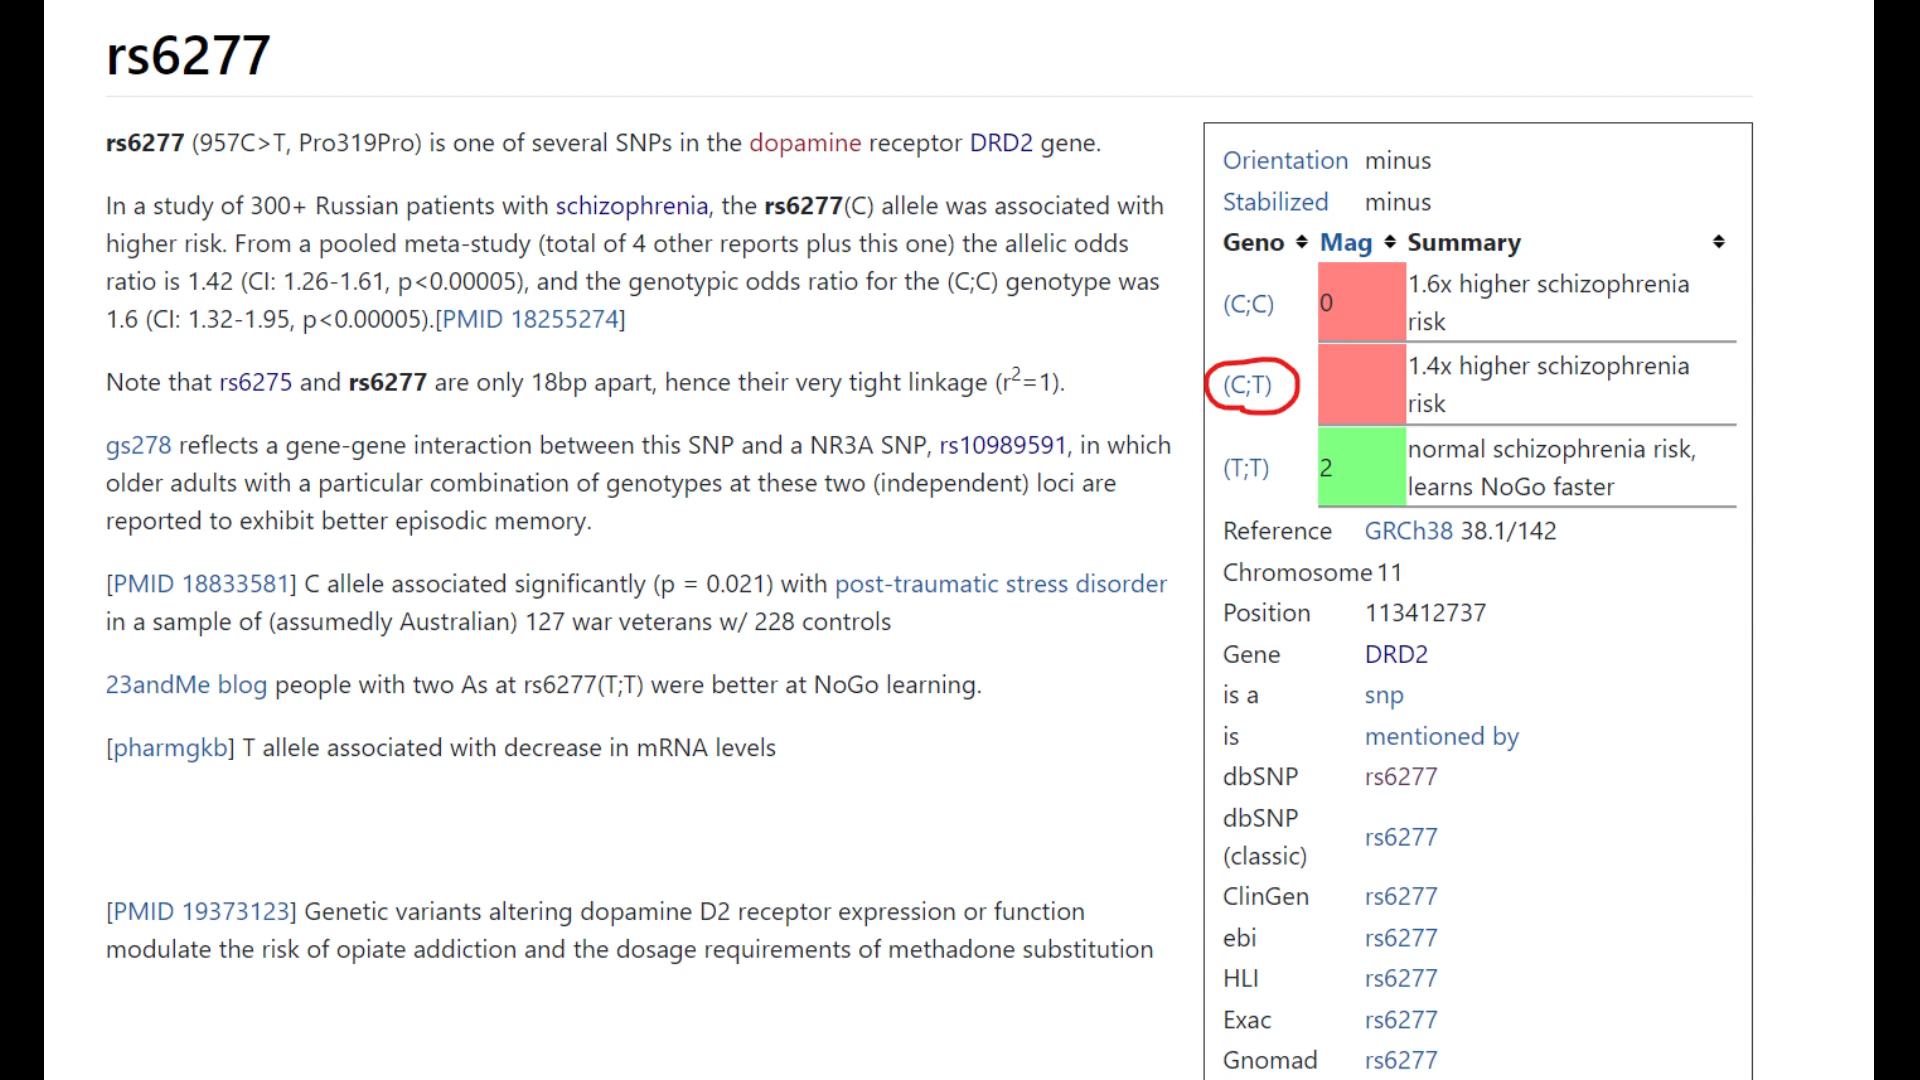 rs6277
rs6277 (957C>T, Pro319Pro) is one of several SNPs in the dopamine receptor DRD2 gene.
In a study of 300+ Russian patients with schizophrenia, the rs6277(C) allele was associated with
higher risk. From a pooled meta-study (total of 4 other reports plus this one) the allelic odds
ratio is 1.42 (CI: 1.26-1.61, p<0.00005), and the genotypic odds ratio for the (C;C) genotype was
1.6 (CI: 1.32-1.95, p<0.00005).[PMID 18255274]
Note that rs6275 and rs6277 are only 18bp apart, hence their very tight linkage (r²=1).
gs278 reflects a gene-gene interaction between this SNP and a NR3A SNP, rs10989591, in which
older adults with a particular combination of genotypes at these two (independent) loci are
reported to exhibit better episodic memory.
[PMID 18833581] C allele associated significantly (p = 0.021) with post-traumatic stress disorder
in a sample of (assumedly Australian) 127 war veterans w/ 228 controls
23andMe blog people with two As at rs6277(T;T) were better at NoGo learning.
[pharmgkb] T allele associated with decrease in mRNA levels
[PMID 19373123] Genetic variants altering dopamine D2 receptor expression or function
modulate the risk of opiate addiction and the dosage requirements of methadone substitution
Orientation minus
Stabilized minus
Geno Mag Summary
(C;C) 0 1.6x higher schizophrenia
risk
(C;T) 1.4x higher schizophrenia
risk
(T;T) 2 normal schizophrenia risk,
learns NoGo faster
Reference GRCh38 38.1/142
Chromosome 11
Position 113412737
Gene DRD2
is a snp
is mentioned by
dbSNP rs6277
dbSNP
(classic) rs6277
ClinGen rs6277
ebi rs6277
HLI rs6277
Exac rs6277
Gnomad rs6277